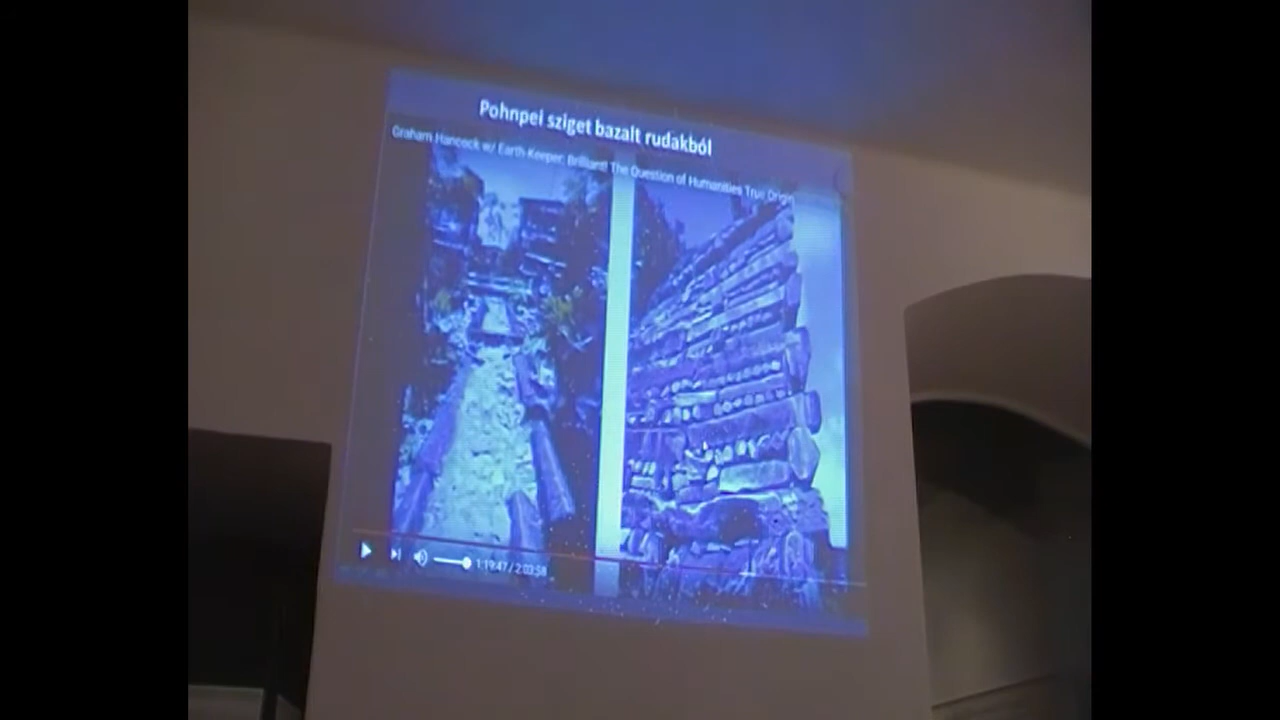 Pohnpei sziget bazalt rudakból
Graham Hancock w/ Earth-Keeper: Brilliant! The Question of Humanities True Origin
1:19:47 / 2:03:58